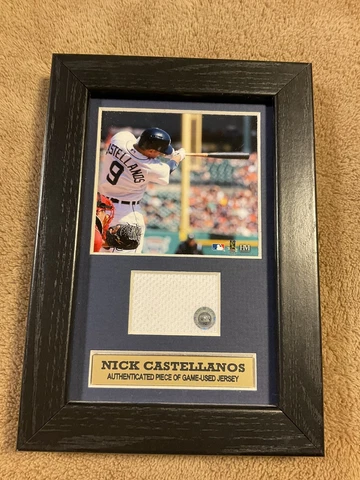 CASTELLANOS
9
NICK CASTELLANOS
AUTHENTICATED PIECE OF GAME-USED JERSEY